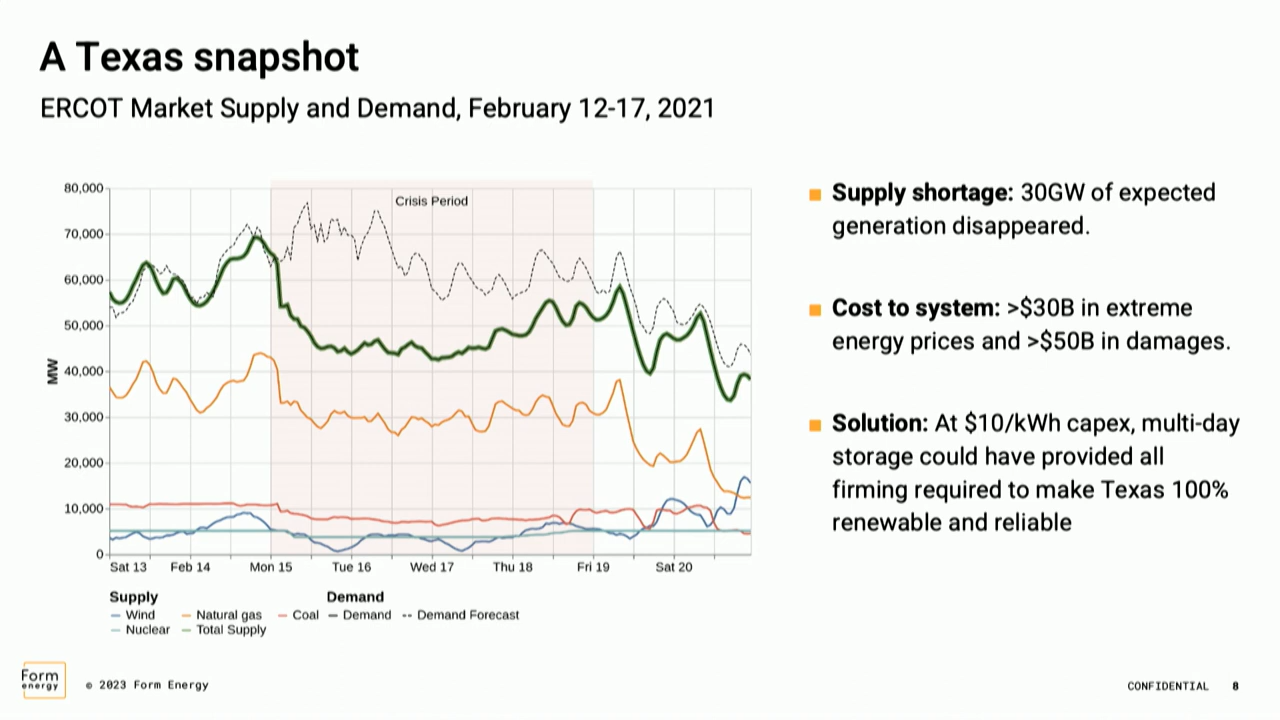 A Texas snapshot
ERCOT Market Supply and Demand, February 12-17, 2021
80,000
70,000
60,000
50,000
40,000
30,000
20,000
10,000
0
MW
Crisis Period
Sat 13 Feb 14 Mon 15 Tue 16 Wed 17 Thu 18 Fri 19 Sat 20
Supply Demand
Wind Natural gas Coal Demand Demand Forecast
Nuclear Total Supply
Supply shortage: 30GW of expected
generation disappeared.
Cost to system: >$30B in extreme
energy prices and >$50B in damages.
Solution: At $10/kWh capex, multi-day
storage could have provided all
firming required to make Texas 100%
renewable and reliable
Form
energy
© 2023 Form Energy
CONFIDENTIAL 8